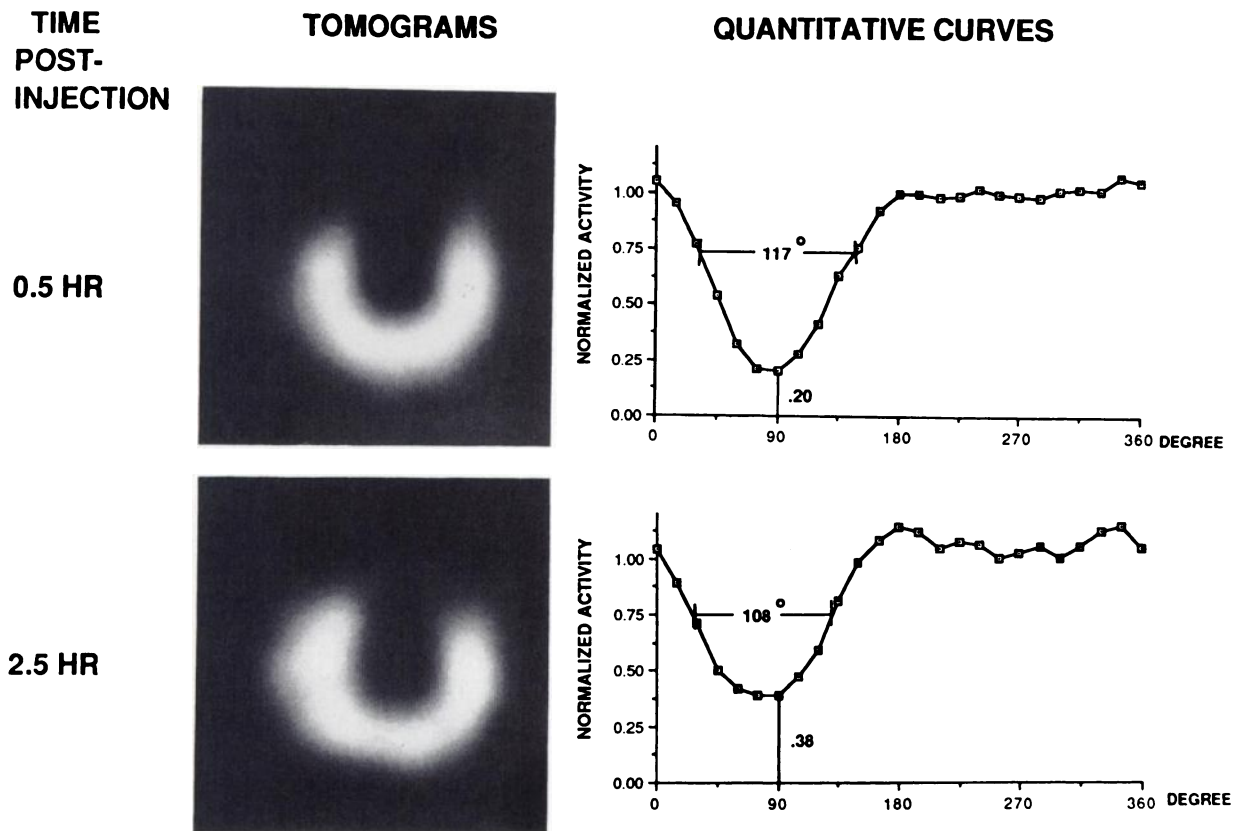 TIME
POST-
INJECTION
TOMOGRAMS
QUANTITATIVE CURVES
0.5 HR
NORMALIZED ACTIVITY
1.00
0.75
0.50
0.25
0.00
117°
.20
0 90 180 270 360 DEGREE
2.5 HR
NORMALIZED ACTIVITY
1.00
0.75
0.50
0.25
0.00
108°
.38
0 90 180 270 360 DEGREE